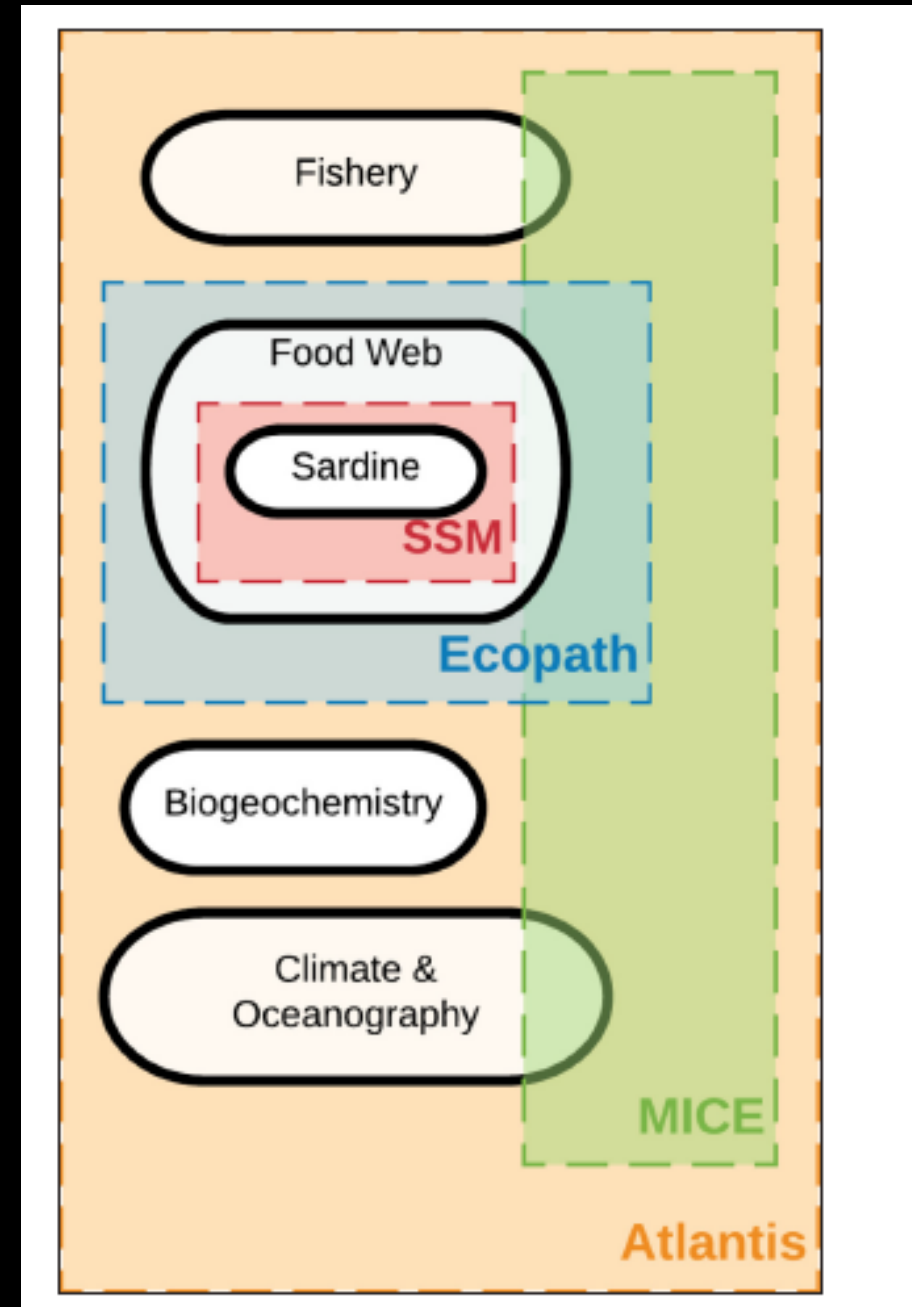 Fishery
Food Web
Sardine
SSM
Ecopath
Biogeochemistry
Climate &
Oceanography
MICE
Atlantis